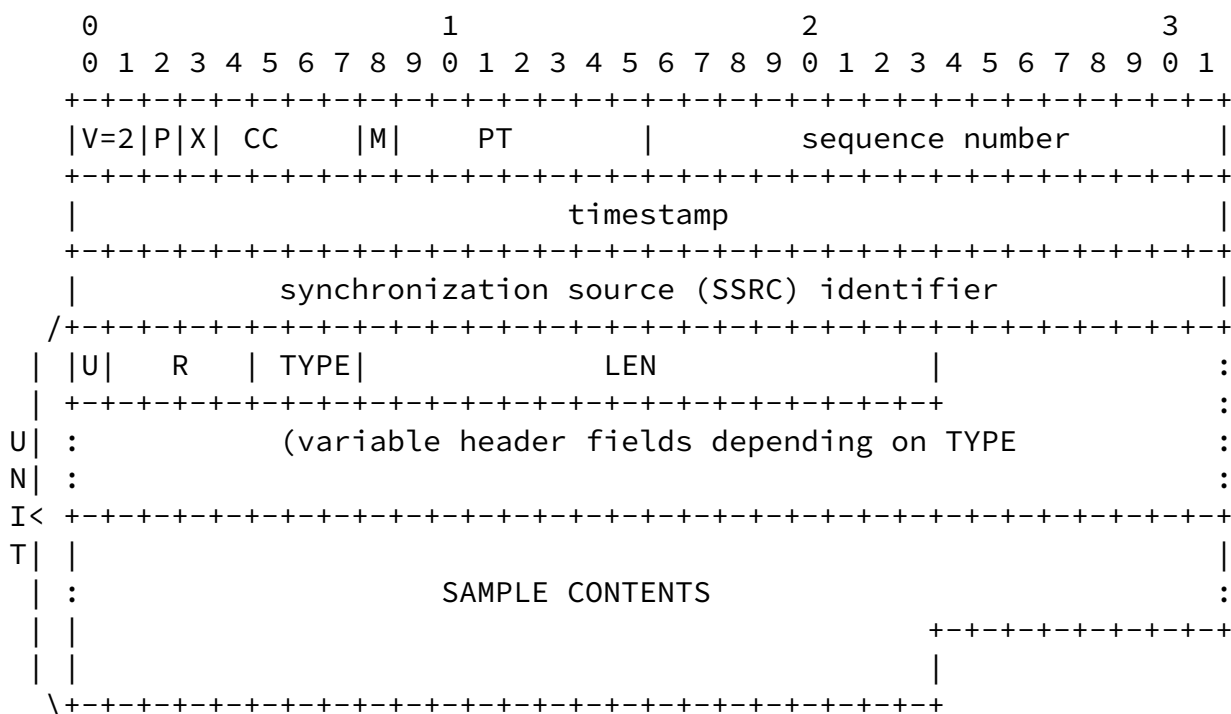 0                   1                   2                   3
 0 1 2 3 4 5 6 7 8 9 0 1 2 3 4 5 6 7 8 9 0 1 2 3 4 5 6 7 8 9 0 1
+-+-+-+-+-+-+-+-+-+-+-+-+-+-+-+-+-+-+-+-+-+-+-+-+-+-+-+-+-+-+-+-+
|V=2|P|X| CC    |M|    PT       |        sequence number        |
+-+-+-+-+-+-+-+-+-+-+-+-+-+-+-+-+-+-+-+-+-+-+-+-+-+-+-+-+-+-+-+-+
|                           timestamp                           |
+-+-+-+-+-+-+-+-+-+-+-+-+-+-+-+-+-+-+-+-+-+-+-+-+-+-+-+-+-+-+-+-+
|           synchronization source (SSRC) identifier            |
/+-+-+-+-+-+-+-+-+-+-+-+-+-+-+-+-+-+-+-+-+-+-+-+-+-+-+-+-+-+-+-+-+
| |U|   R   | TYPE|             LEN               |               :
| +-+-+-+-+-+-+-+-+-+-+-+-+-+-+-+-+-+-+-+-+-+-+-+-+               :
U| :           (variable header fields depending on TYPE           :
N| :                                                               :
I< +-+-+-+-+-+-+-+-+-+-+-+-+-+-+-+-+-+-+-+-+-+-+-+-+-+-+-+-+-+-+-+-+
T| |                                                               |
| :                    SAMPLE CONTENTS                            :
| |                                               +-+-+-+-+-+-+-+-+
| |                                               |
\+-+-+-+-+-+-+-+-+-+-+-+-+-+-+-+-+-+-+-+-+-+-+-+-+